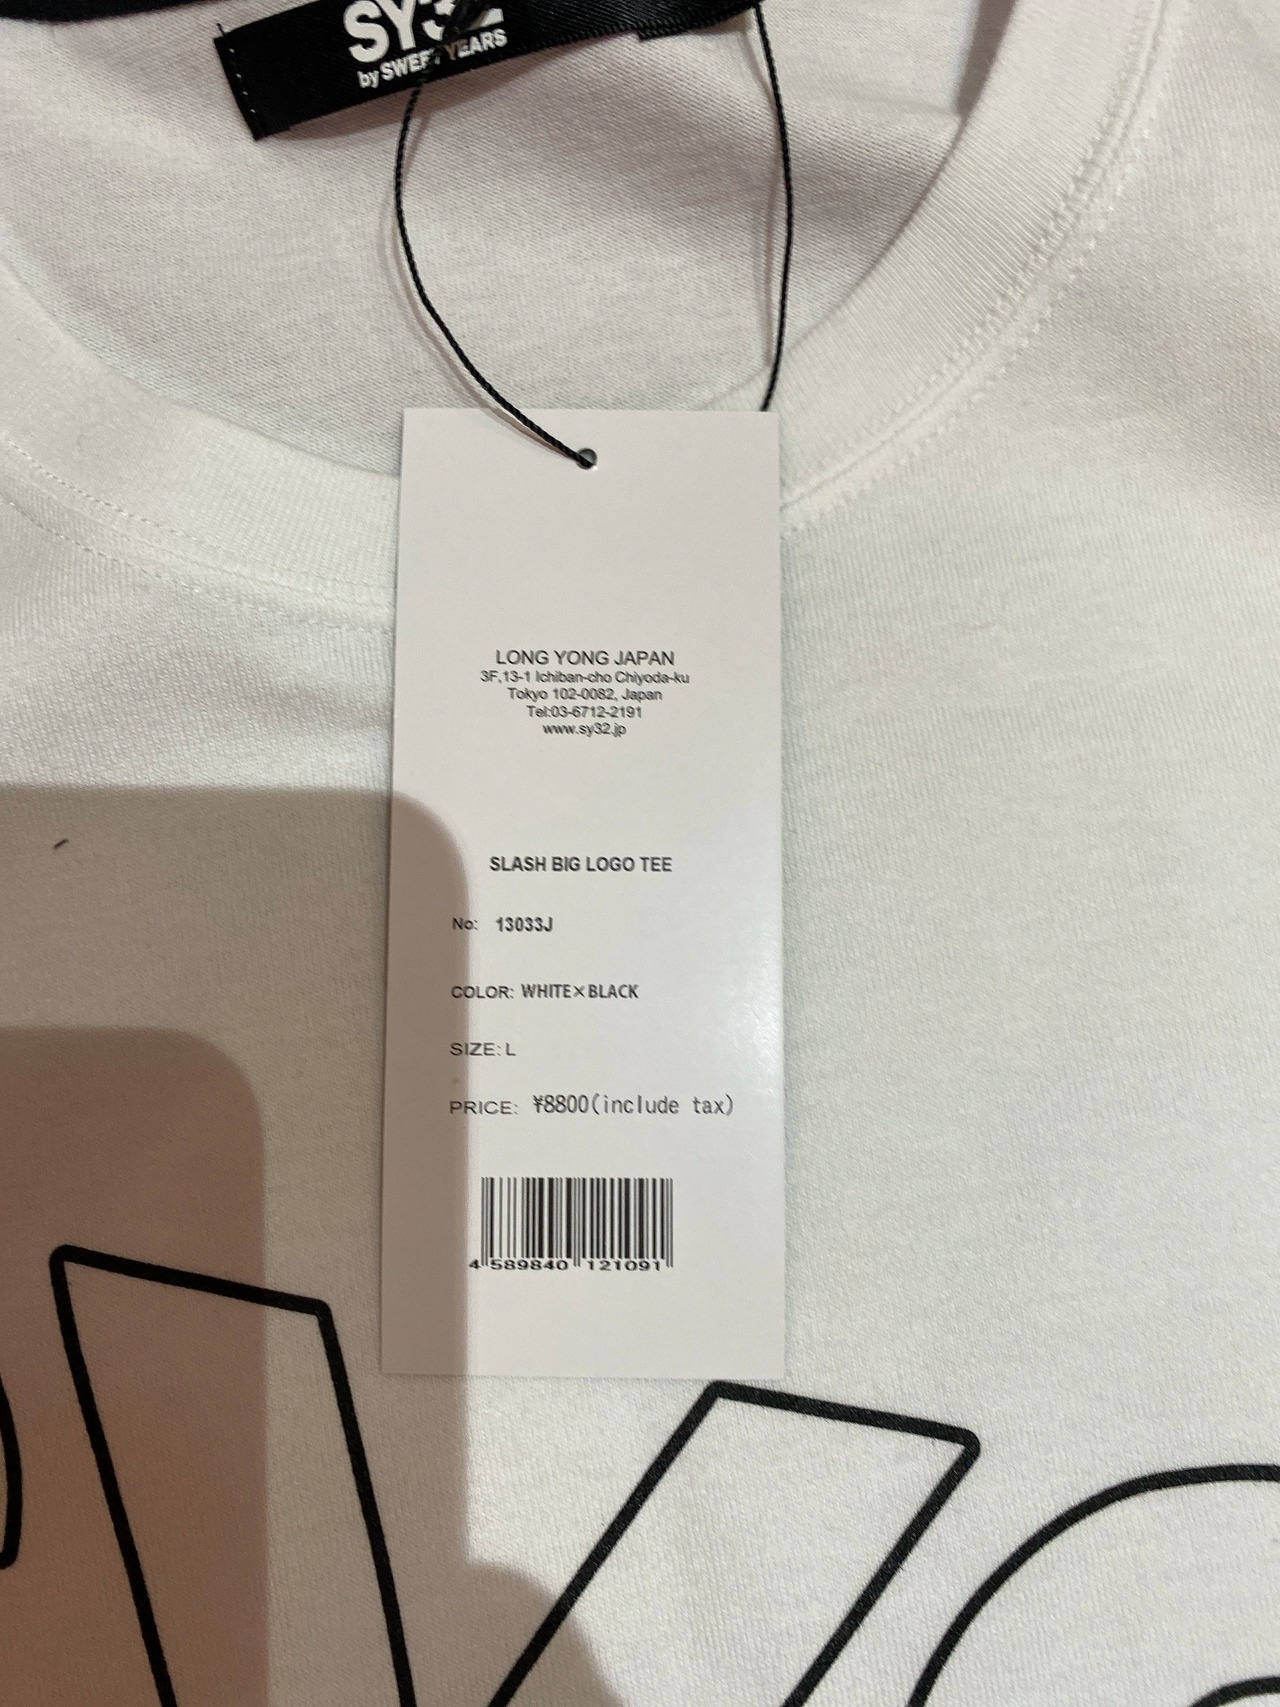 SY32
by SWEET YEARS
LONG YONG JAPAN
3F,13-1 Ichiban-cho Chiyoda-ku
Tokyo 102-0082, Japan
Tel:03-6712-2191
www.sy32.jp
SLASH BIG LOGO TEE
No: 13033J
COLOR: WHITE×BLACK
SIZE: L
PRICE: ¥8800(include tax)
4 589840 121091